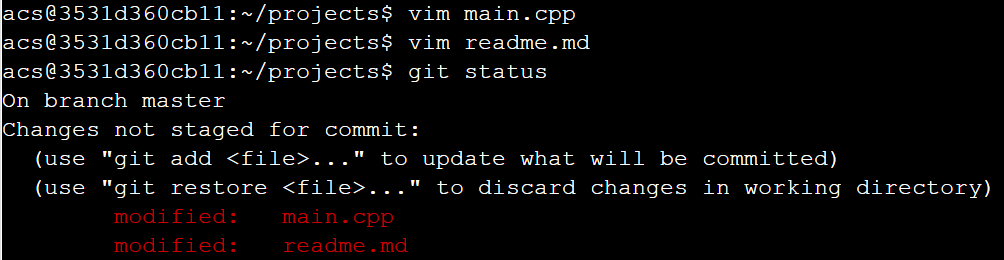 acs@3531d360cb11:~/projects$ vim main.cpp
acs@3531d360cb11:~/projects$ vim readme.md
acs@3531d360cb11:~/projects$ git status
On branch master
Changes not staged for commit:
  (use "git add <file>..." to update what will be committed)
  (use "git restore <file>..." to discard changes in working directory)
        modified:   main.cpp
        modified:   readme.md